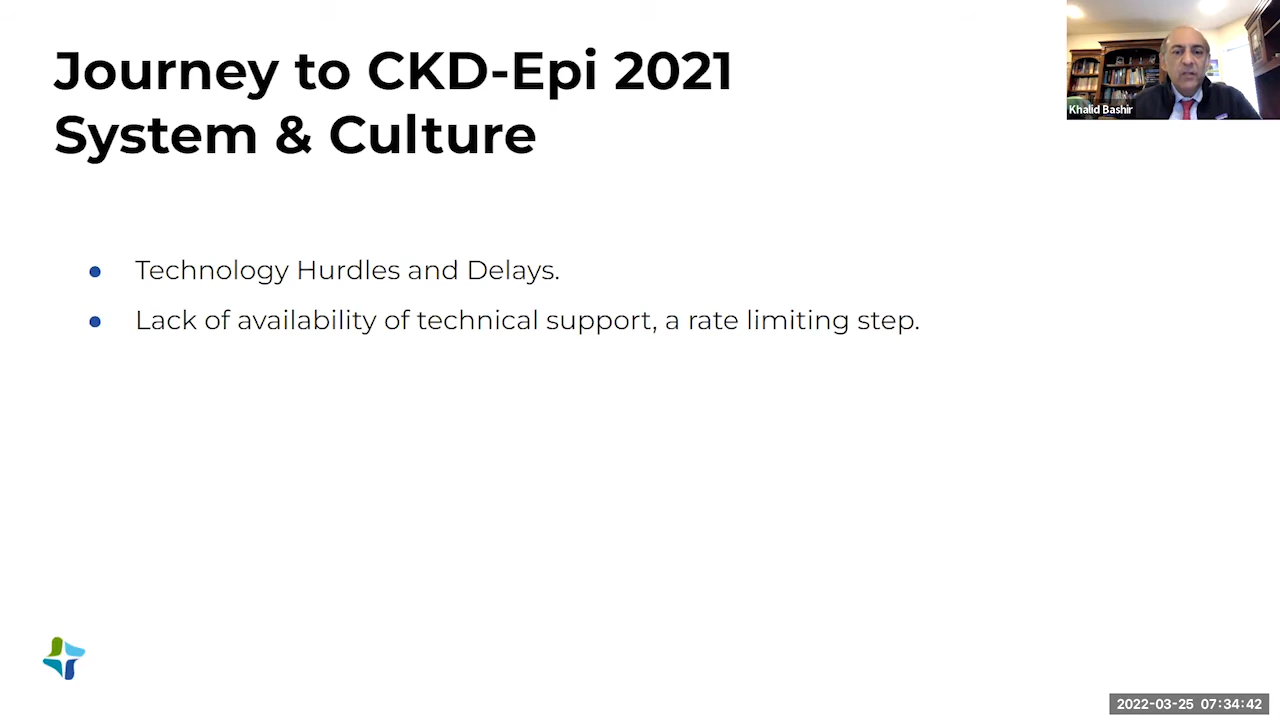 Journey to CKD-Epi 2021
System & Culture
Khalid Bashir
● Technology Hurdles and Delays.
● Lack of availability of technical support, a rate limiting step.
2022-03-25 07:34:42